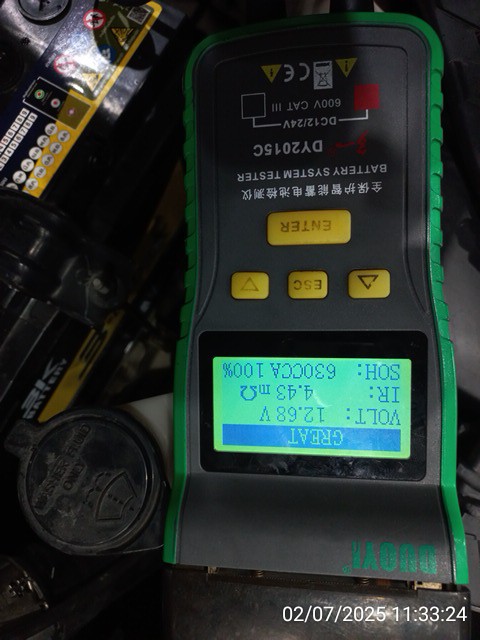 DUOYI
GREAT
VOLT: 12.68 V
IR: 4.43 mΩ
SOH: 630CCA 100%
ESC
ENTER
全保护智能蓄电池检测仪
BATTERY SYSTEM TESTER
DY2015C
DC12/24V
600V CAT III
CE
02/07/2025 11:33:24